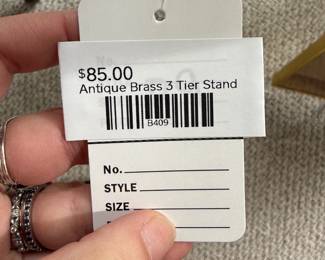 $85.00
Antique Brass 3 Tier Stand
B409
No.
STYLE
SIZE